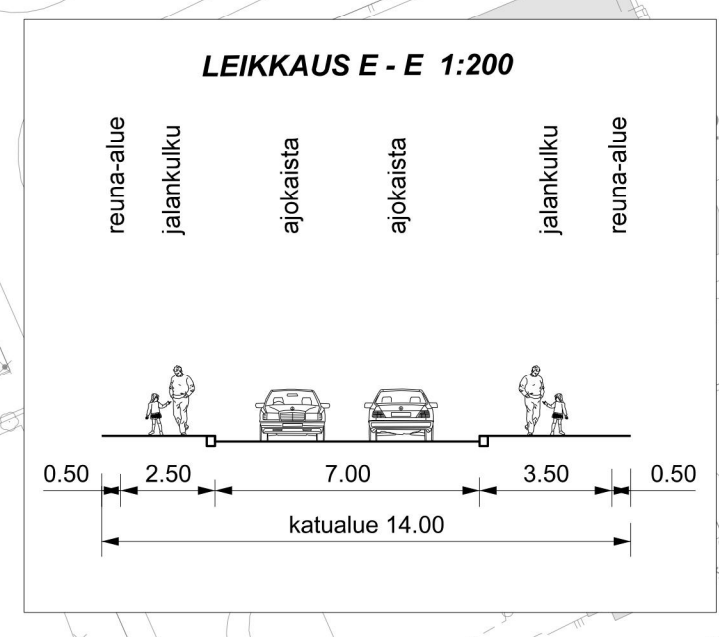 LEIKKAUS E - E 1:200
reuna-alue
jalankulku
ajokaista
ajokaista
jalankulku
reuna-alue
0.50 2.50 7.00 3.50 0.50
katualue 14.00